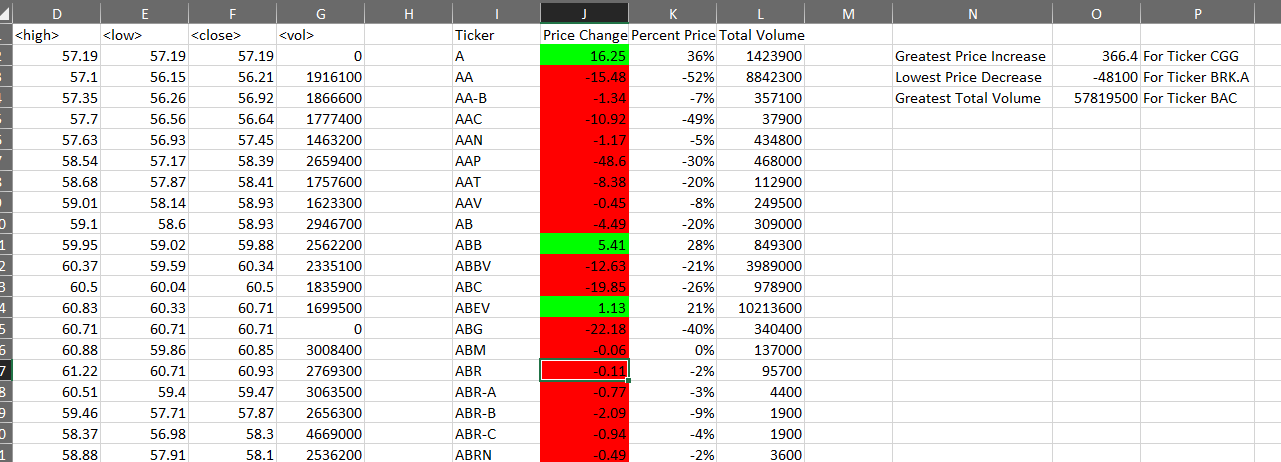 D E F G H I J K L M N O P
<high> <low> <close> <vol> Ticker Price Change Percent Price Total Volume
57.19 57.19 57.19 0 A 16.25 36% 1423900 Greatest Price Increase 366.4 For Ticker CGG
57.1 56.15 56.21 1916100 AA -15.48 -52% 8842300 Lowest Price Decrease -48100 For Ticker BRK.A
57.35 56.26 56.92 1866600 AA-B -1.34 -7% 357100 Greatest Total Volume 57819500 For Ticker BAC
57.7 56.56 56.64 1777400 AAC -10.92 -49% 37900
57.63 56.93 57.45 1463200 AAN -1.17 -5% 434800
58.54 57.17 58.39 2659400 AAP -48.6 -30% 468000
58.68 57.87 58.41 1757600 AAT -8.38 -20% 112900
59.01 58.14 58.93 1623300 AAV -0.45 -8% 249500
59.1 58.6 58.93 2946700 AB -4.49 -20% 309000
59.95 59.02 59.88 2562200 ABB 5.41 28% 849300
60.37 59.59 60.34 2335100 ABBV -12.63 -21% 3989000
60.5 60.04 60.5 1835900 ABC -19.85 -26% 978900
60.83 60.33 60.71 1699500 ABEV 1.13 21% 10213600
60.71 60.71 60.71 0 ABG -22.18 -40% 340400
60.88 59.86 60.85 3008400 ABM -0.06 0% 137000
61.22 60.71 60.93 2769300 ABR -0.11 -2% 95700
60.51 59.4 59.47 3063500 ABR-A -0.77 -3% 4400
59.46 57.71 57.87 2656300 ABR-B -2.09 -9% 1900
58.37 56.98 58.3 4669000 ABR-C -0.94 -4% 1900
58.88 57.91 58.1 2536200 ABRN -0.49 -2% 3600